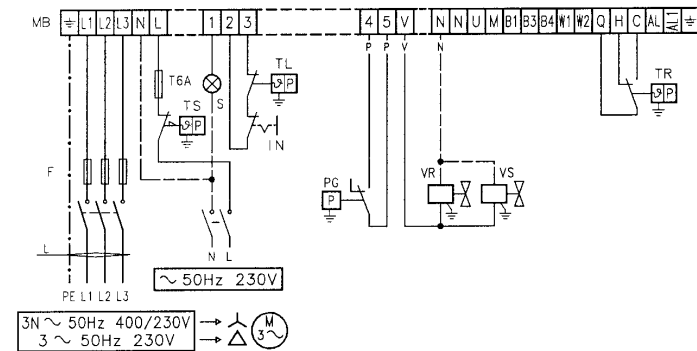 MB ⏚ L1 L2 L3 N L 1 2 3 4 5 V N N U M B1 B3 B4 W1 W2 Q H C AL AL1 ⏚
P P V N
T6A
TL
ϑ P
TS
ϑ P
S
IN
TR
ϑ P
F
PG
P
VR
VS
L
N L
~ 50Hz 230V
PE L1 L2 L3
3N ~ 50Hz 400/230V
3 ~ 50Hz 230V
M
3~